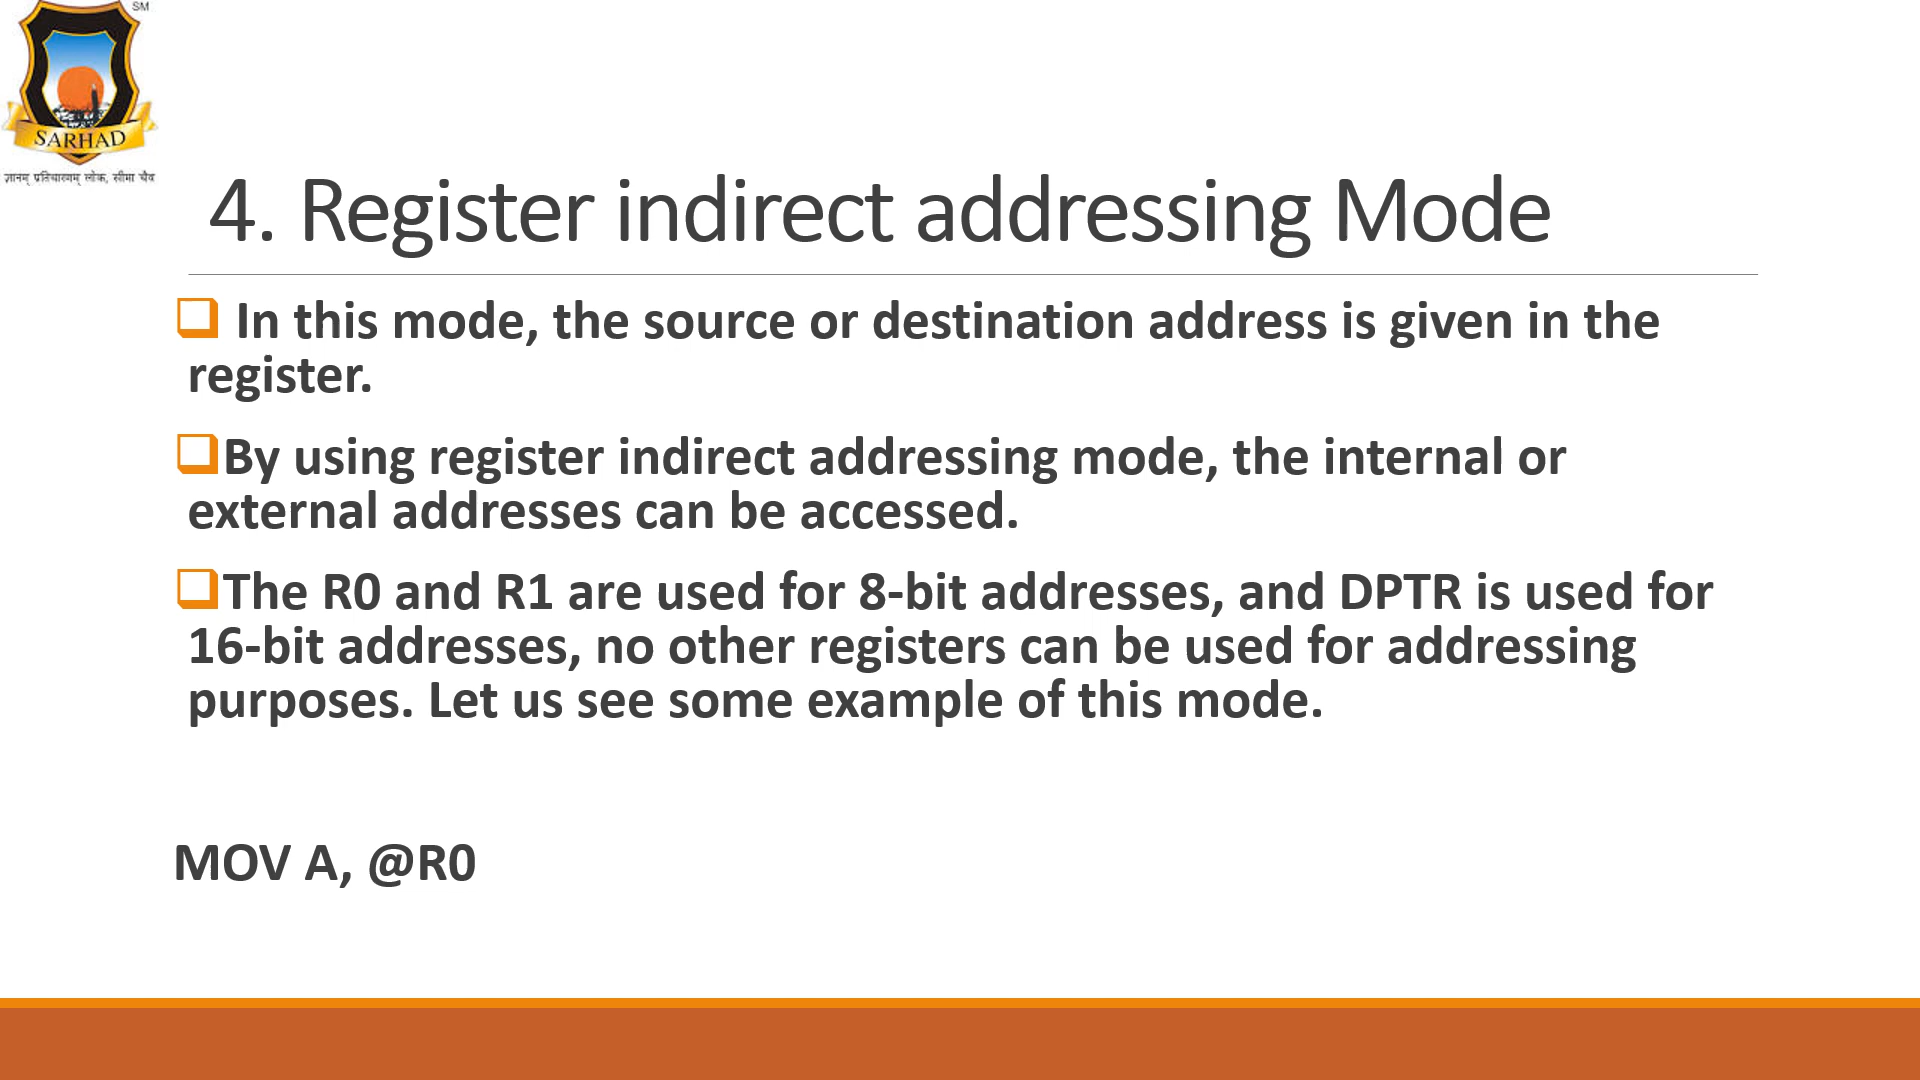 SM
SARHAD
4. Register indirect addressing Mode
In this mode, the source or destination address is given in the
register.
By using register indirect addressing mode, the internal or
external addresses can be accessed.
The R0 and R1 are used for 8-bit addresses, and DPTR is used for
16-bit addresses, no other registers can be used for addressing
purposes. Let us see some example of this mode.
MOV A, @R0